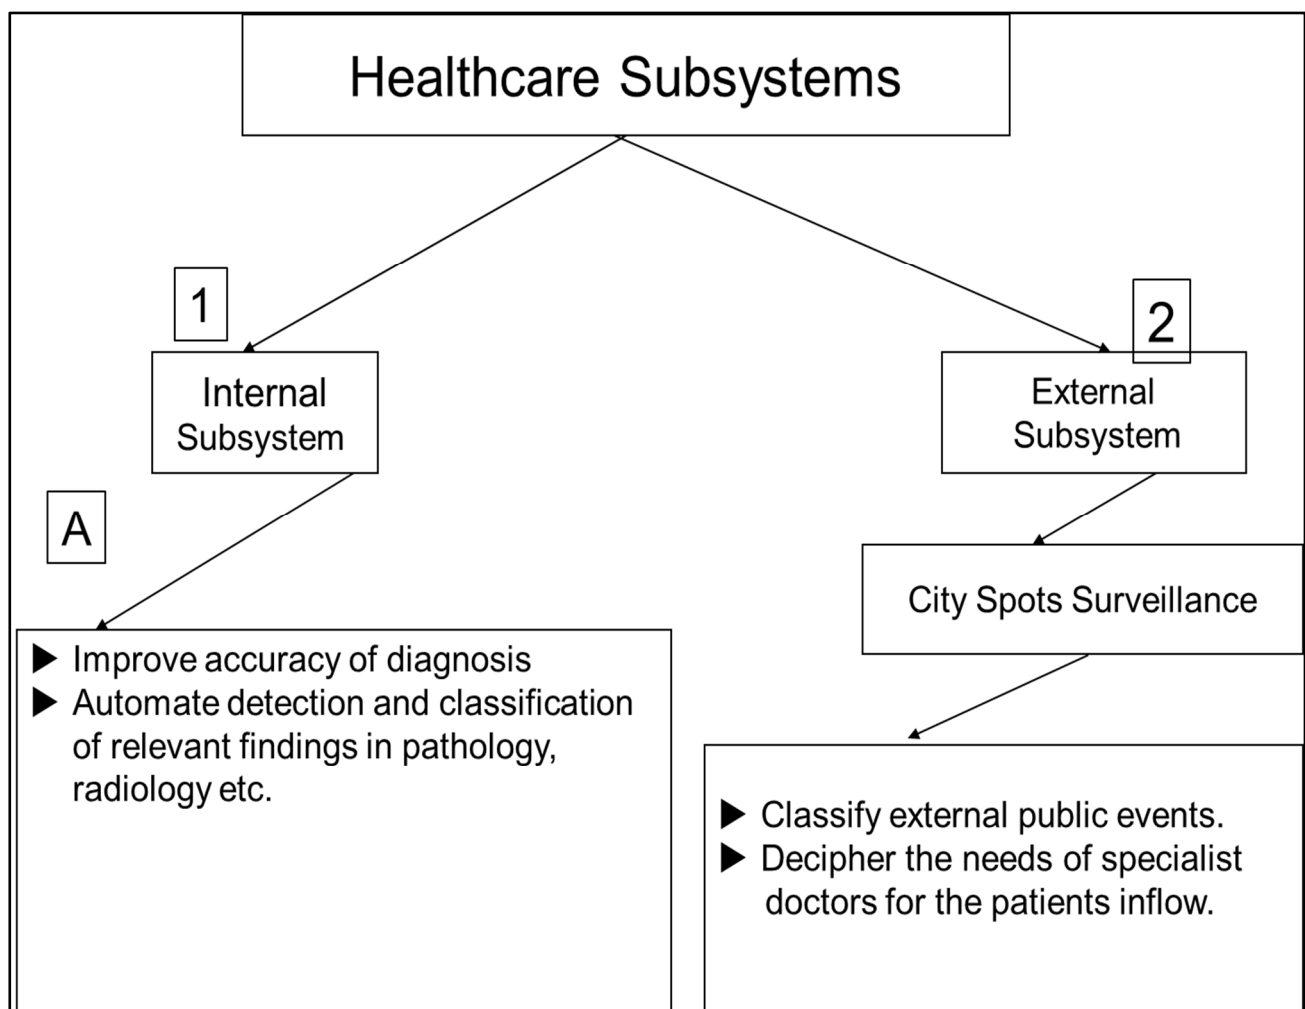 Healthcare Subsystems
1
2
Internal
Subsystem
External
Subsystem
A
City Spots Surveillance
▶ Improve accuracy of diagnosis
▶ Automate detection and classification
of relevant findings in pathology,
radiology etc.
▶ Classify external public events.
▶ Decipher the needs of specialist
doctors for the patients inflow.